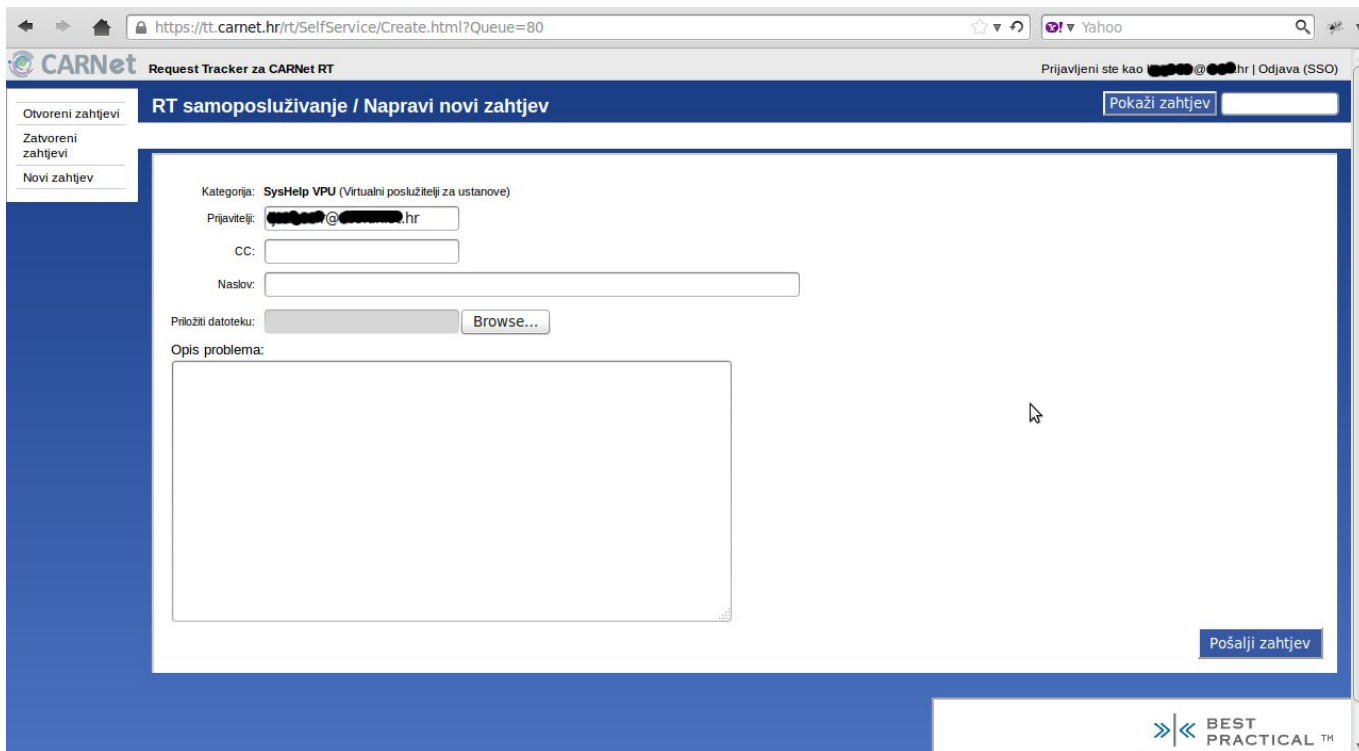 https://tt.carnet.hr/rt/SelfService/Create.html?Queue=80
Yahoo
CARNet Request Tracker za CARNet RT
Prijavljeni ste kao @ hr | Odjava (SSO)
Otvoreni zahtjevi
Zatvoreni
zahtjevi
Novi zahtjev
RT samoposluživanje / Napravi novi zahtjev
Pokaži zahtjev
Kategorija: SysHelp VPU (Virtualni poslužitelji za ustanove)
Prijavitelji: @ .hr
CC:
Naslov:
Priložiti datoteku: Browse...
Opis problema:
Pošalji zahtjev
BEST
PRACTICAL ™